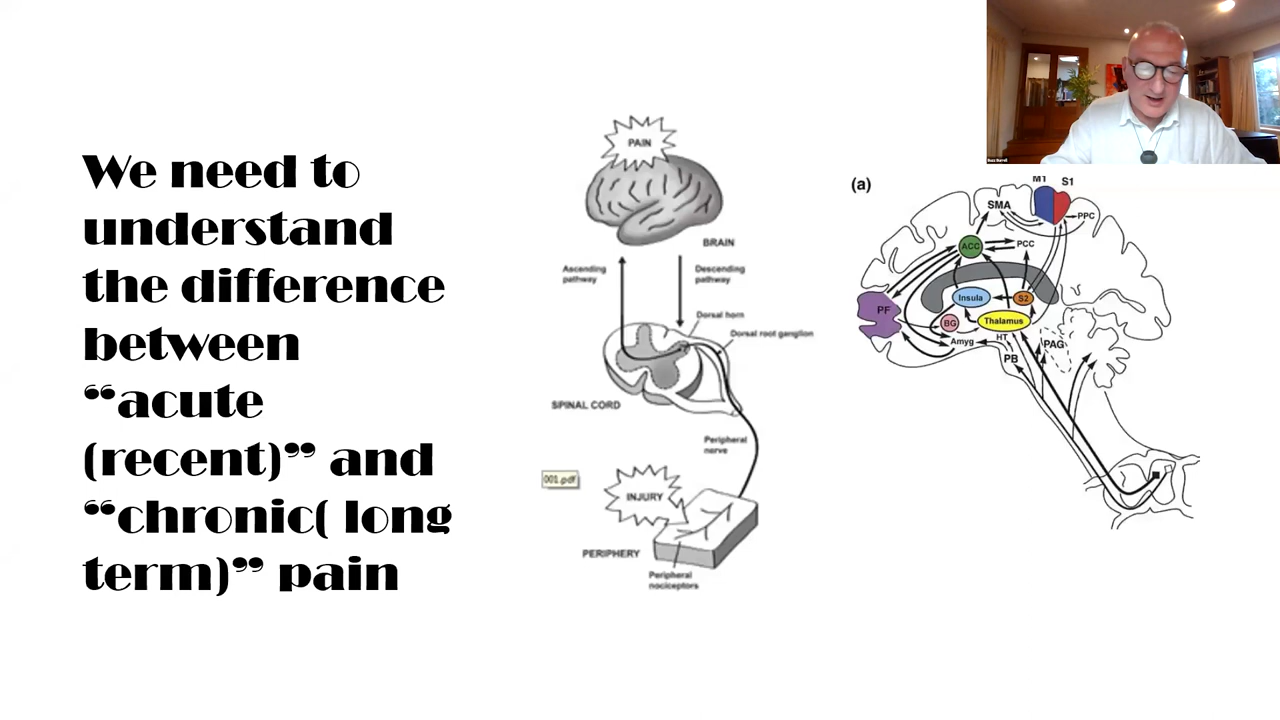 We need to
understand
the difference
between
“acute
(recent)” and
“chronic( long
term)” pain
PAIN
BRAIN
Ascending
pathway
Descending
pathway
Dorsal horn
Dorsal root ganglion
SPINAL CORD
Peripheral
nerve
001.pdf
INJURY
PERIPHERY
Peripheral
nociceptors
(a)
M1
S1
SMA
PPC
ACC
PCC
Insula
S2
PF
BG
Thalamus
HT
Amyg
PAG
PB